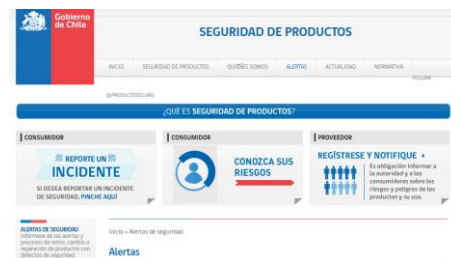 Gobierno
de Chile
SEGURIDAD DE PRODUCTOS
INICIO SEGURIDAD DE PRODUCTOS QUIÉNES SOMOS ALERTAS ACTUALIDAD NORMATIVA
FOLLOW
@PRODUCTOSEGURO
¿QUÉ ES SEGURIDAD DE PRODUCTOS?
CONSUMIDOR
REPORTE UN
INCIDENTE
SI DESEA REPORTAR UN INCIDENTE
DE SEGURIDAD, PINCHE AQUÍ
CONSUMIDOR
CONOZCA SUS
RIESGOS
PROVEEDOR
REGÍSTRESE Y NOTIFIQUE
Es obligación informar a
la autoridad y a los
consumidores sobre los
riesgos y peligros de los
productos y su uso.
ALERTAS DE SEGURIDAD
Infórmese de las alertas y
procesos de retiro, cambio o
reparación de productos con
defectos de seguridad
Inicio » Alertas de seguridad
Alertas